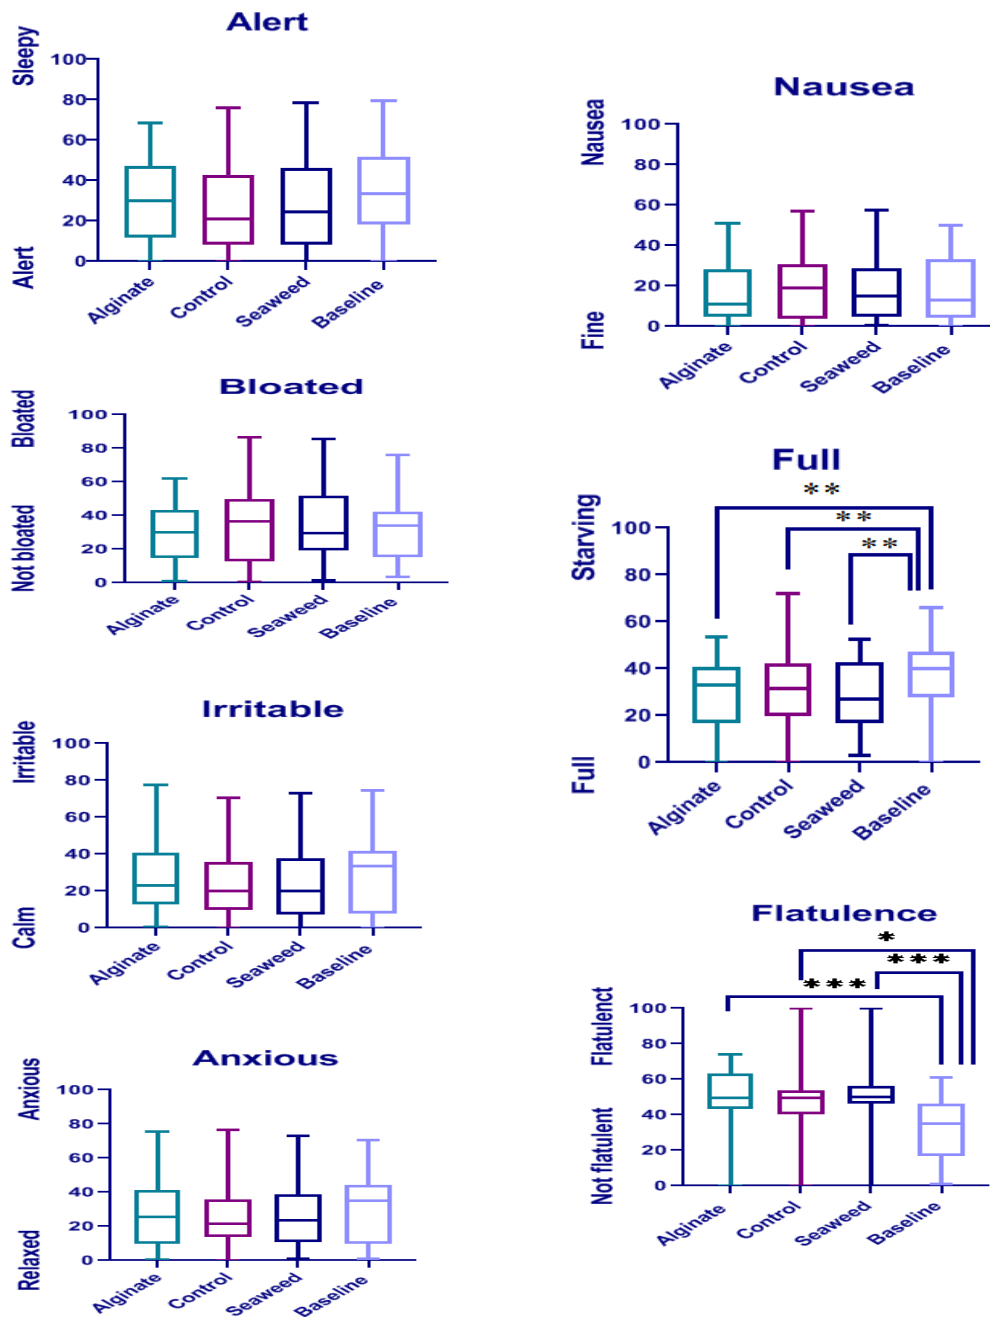 Alert
Sleepy
Alert
100
80
60
40
20
0
Alginate
Control
Seaweed
Baseline
Nausea
Nausea
Fine
100
80
60
40
20
0
Alginate
Control
Seaweed
Baseline
Bloated
Bloated
Not bloated
100
80
60
40
20
0
Alginate
Control
Seaweed
Baseline
Full
Starving
Full
**
**
**
100
80
60
40
20
0
Alginate
Control
Seaweed
Baseline
Irritable
Irritable
Calm
100
80
60
40
20
0
Alginate
Control
Seaweed
Baseline
Flatulence
Flatulenct
Not flatulent
*
***
***
100
80
60
40
20
0
Alginate
Control
Seaweed
Baseline
Anxious
Anxious
Relaxed
100
80
60
40
20
0
Alginate
Control
Seaweed
Baseline